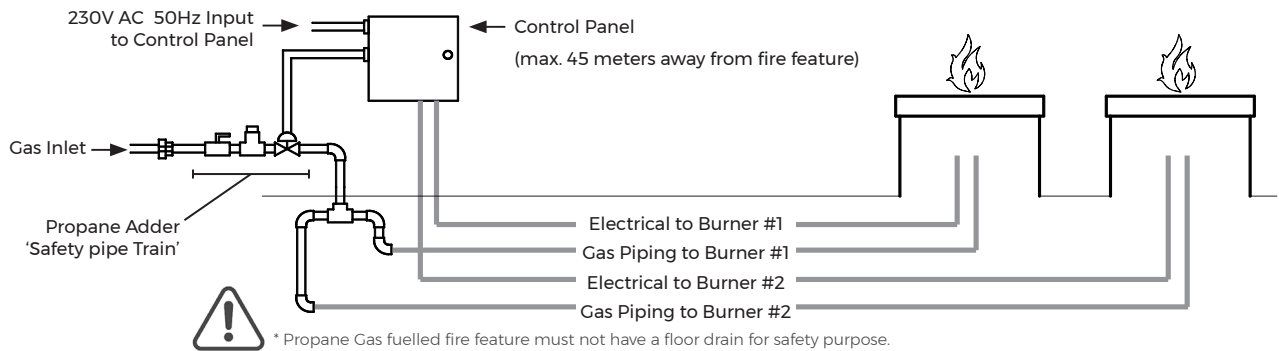 230V AC 50Hz Input
to Control Panel
Control Panel
(max. 45 meters away from fire feature)
Gas Inlet
Propane Adder
‘Safety pipe Train’
Electrical to Burner #1
Gas Piping to Burner #1
Electrical to Burner #2
Gas Piping to Burner #2
* Propane Gas fuelled fire feature must not have a floor drain for safety purpose.